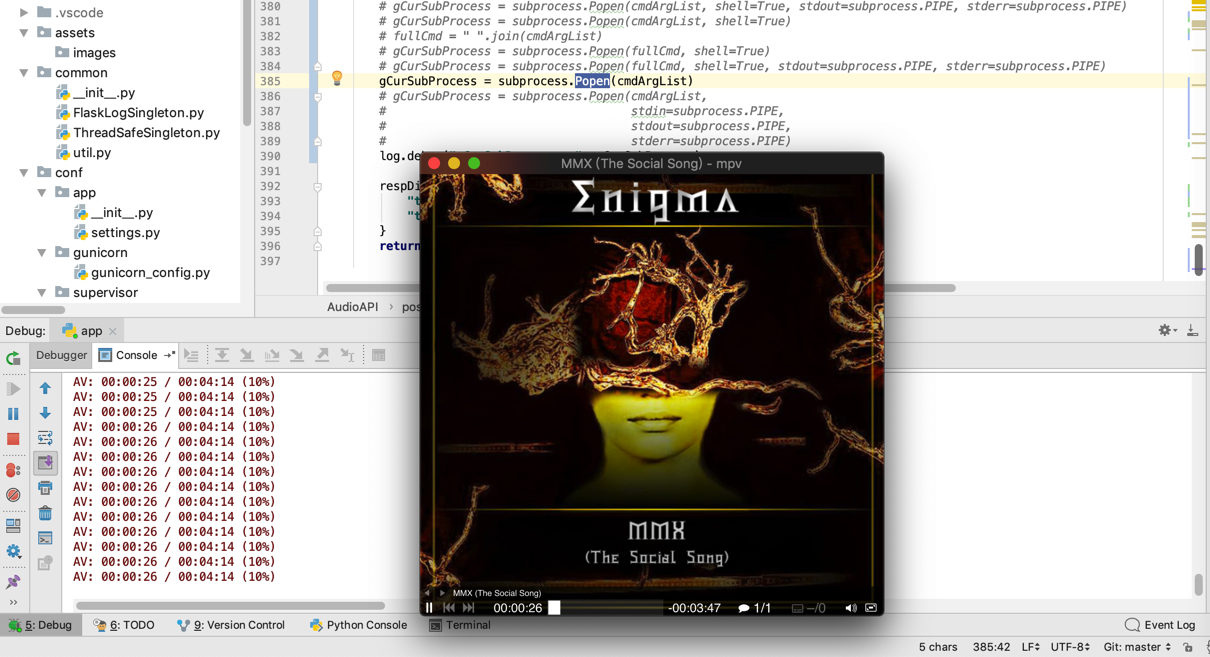 .vscode
assets
images
common
__init__.py
FlaskLogSingleton.py
ThreadSafeSingleton.py
util.py
conf
app
__init__.py
settings.py
gunicorn
gunicorn_config.py
supervisor
380 # gCurSubProcess = subprocess.Popen(cmdArgList, shell=True, stdout=subprocess.PIPE, stderr=subprocess.PIPE)
381 # gCurSubProcess = subprocess.Popen(cmdArgList, shell=True)
382 # fullCmd = " ".join(cmdArgList)
383 # gCurSubProcess = subprocess.Popen(fullCmd, shell=True)
384 # gCurSubProcess = subprocess.Popen(fullCmd, shell=True, stdout=subprocess.PIPE, stderr=subprocess.PIPE)
385 gCurSubProcess = subprocess.Popen(cmdArgList)
386 # gCurSubProcess = subprocess.Popen(cmdArgList,
387 # stdin=subprocess.PIPE,
388 # stdout=subprocess.PIPE,
389 # stderr=subprocess.PIPE)
390 log.de
391
392 respDi
393 "t
394 "t
395 }
396 return
397
AudioAPI › pos
MMX (The Social Song) - mpv
Enigma
MMX
(The Social Song)
MMX (The Social Song)
00:00:26 -00:03:47 1/1 –/0
Debug: app
Debugger Console
AV: 00:00:25 / 00:04:14 (10%)
AV: 00:00:25 / 00:04:14 (10%)
AV: 00:00:25 / 00:04:14 (10%)
AV: 00:00:26 / 00:04:14 (10%)
AV: 00:00:26 / 00:04:14 (10%)
AV: 00:00:26 / 00:04:14 (10%)
AV: 00:00:26 / 00:04:14 (10%)
AV: 00:00:26 / 00:04:14 (10%)
AV: 00:00:26 / 00:04:14 (10%)
AV: 00:00:26 / 00:04:14 (10%)
AV: 00:00:26 / 00:04:14 (10%)
AV: 00:00:26 / 00:04:14 (10%)
AV: 00:00:26 / 00:04:14 (10%)
AV: 00:00:26 / 00:04:14 (10%)
5: Debug 6: TODO 9: Version Control Python Console Terminal Event Log
5 chars 385:42 LF UTF-8 Git: master